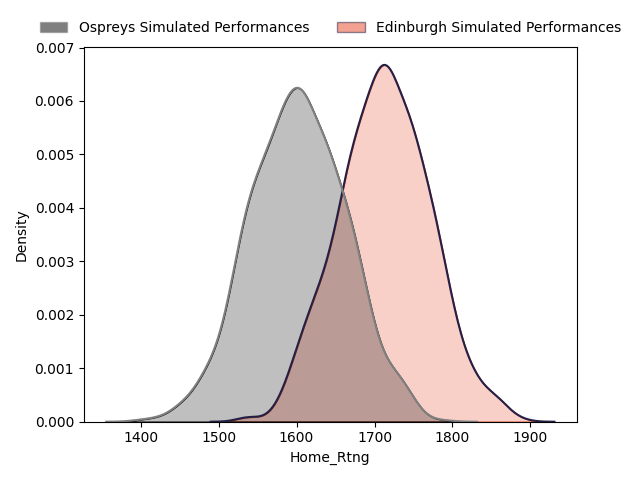 Ospreys Simulated Performances Edinburgh Simulated Performances
0.007
0.006
0.005
0.004
0.003
0.002
0.001
0.000
Density
1400 1500 1600 1700 1800 1900
Home_Rtng